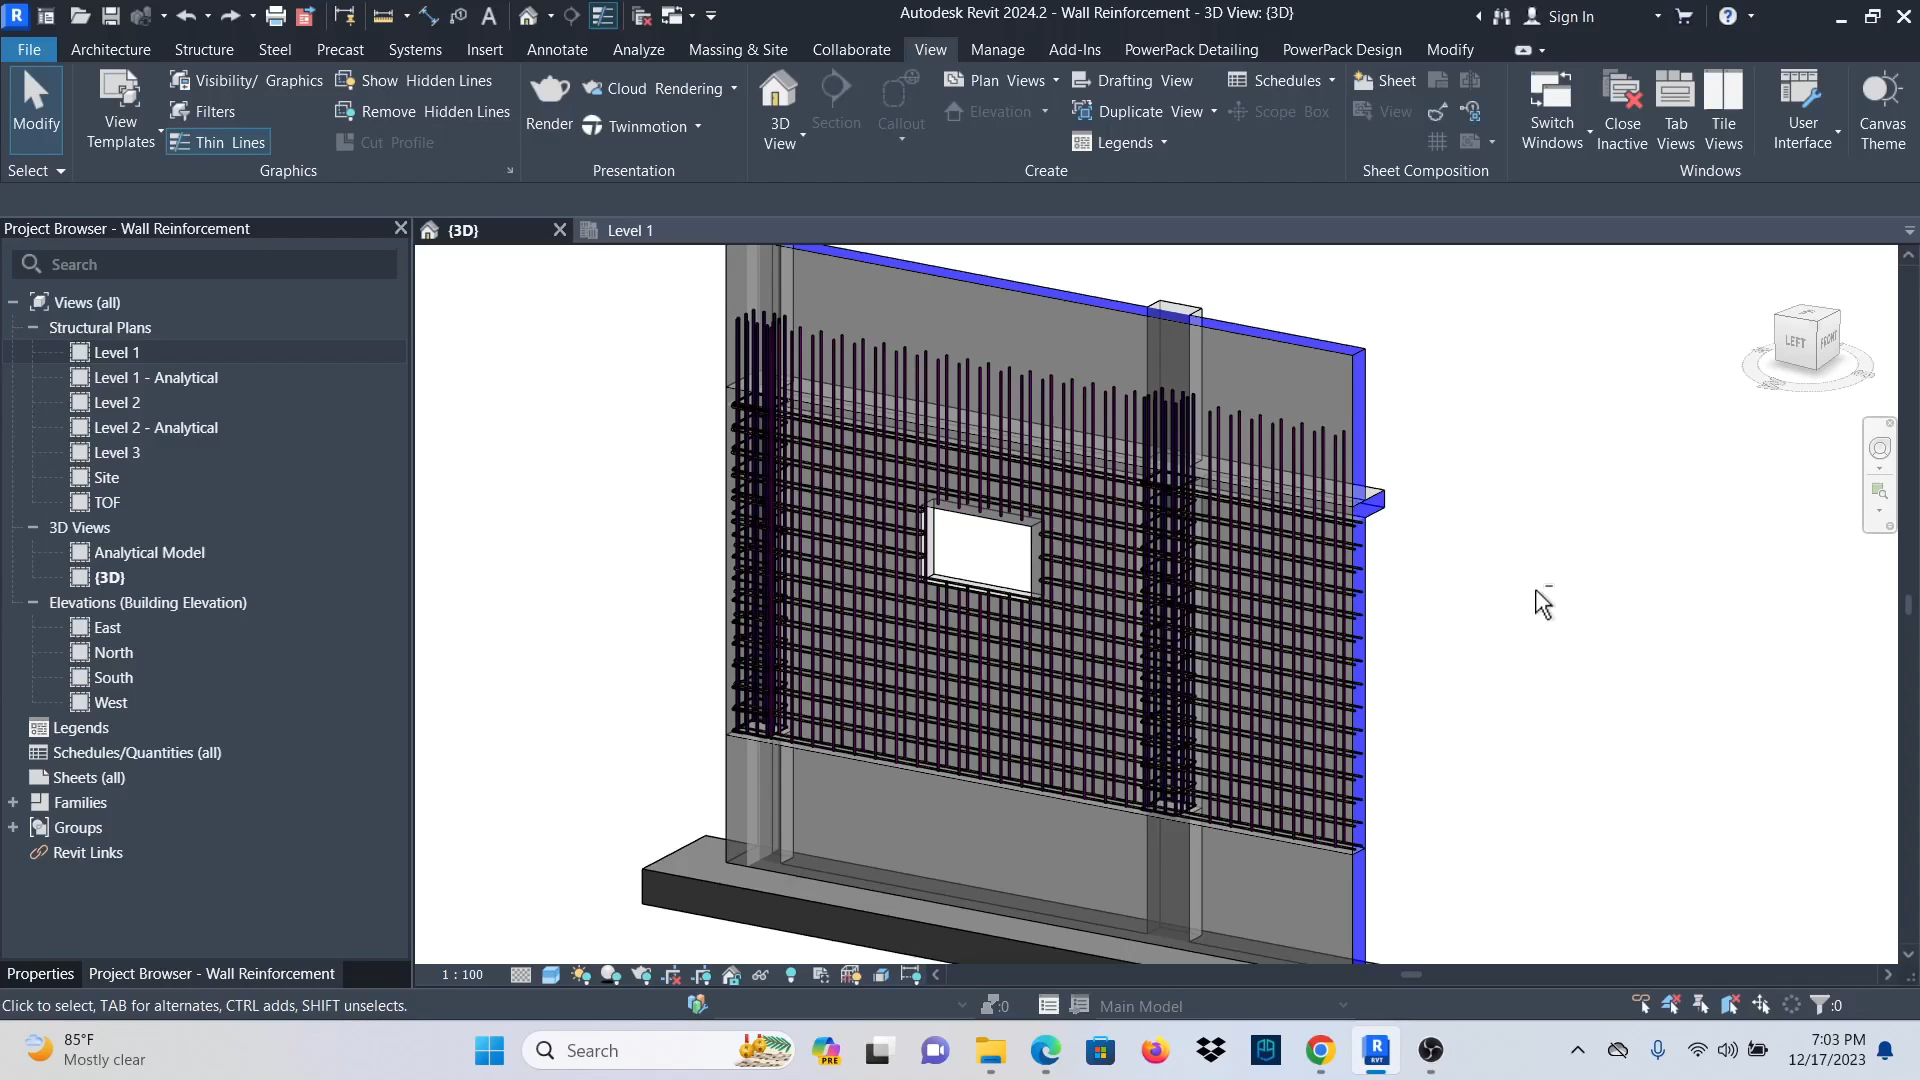 Autodesk Revit 2024.2 - Wall Reinforcement - 3D View: {3D}
Sign In
File Architecture Structure Steel Precast Systems Insert Annotate Analyze Massing & Site Collaborate View Manage Add-Ins PowerPack Detailing PowerPack Design Modify
Modify
View Templates
Visibility/ Graphics
Filters
Thin Lines
Show Hidden Lines
Remove Hidden Lines
Cut Profile
Render
Cloud Rendering
Twinmotion
3D View
Section
Callout
Plan Views
Elevation
Drafting View
Duplicate View
Legends
Schedules
Scope Box
Sheet
View
Switch Windows
Close Inactive
Tab Views
Tile Views
User Interface
Canvas Theme
Select
Graphics
Presentation
Create
Sheet Composition
Windows
Project Browser - Wall Reinforcement
{3D}
Level 1
Search
Views (all)
Structural Plans
Level 1
Level 1 - Analytical
Level 2
Level 2 - Analytical
Level 3
Site
TOF
3D Views
Analytical Model
{3D}
Elevations (Building Elevation)
East
North
South
West
Legends
Schedules/Quantities (all)
Sheets (all)
Families
Groups
Revit Links
LEFT
FRONT
Properties
Project Browser - Wall Reinforcement
1 : 100
Click to select, TAB for alternates, CTRL adds, SHIFT unselects.
:0
Main Model
:0
85°F
Mostly clear
Search
PRE
7:03 PM
12/17/2023